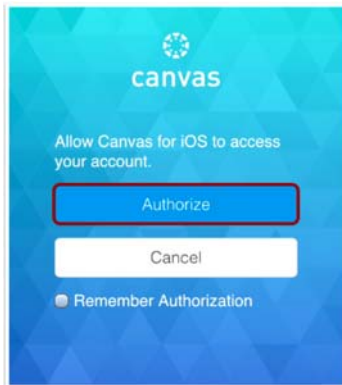 canvas
Allow Canvas for iOS to access
your account.
Authorize
Cancel
Remember Authorization